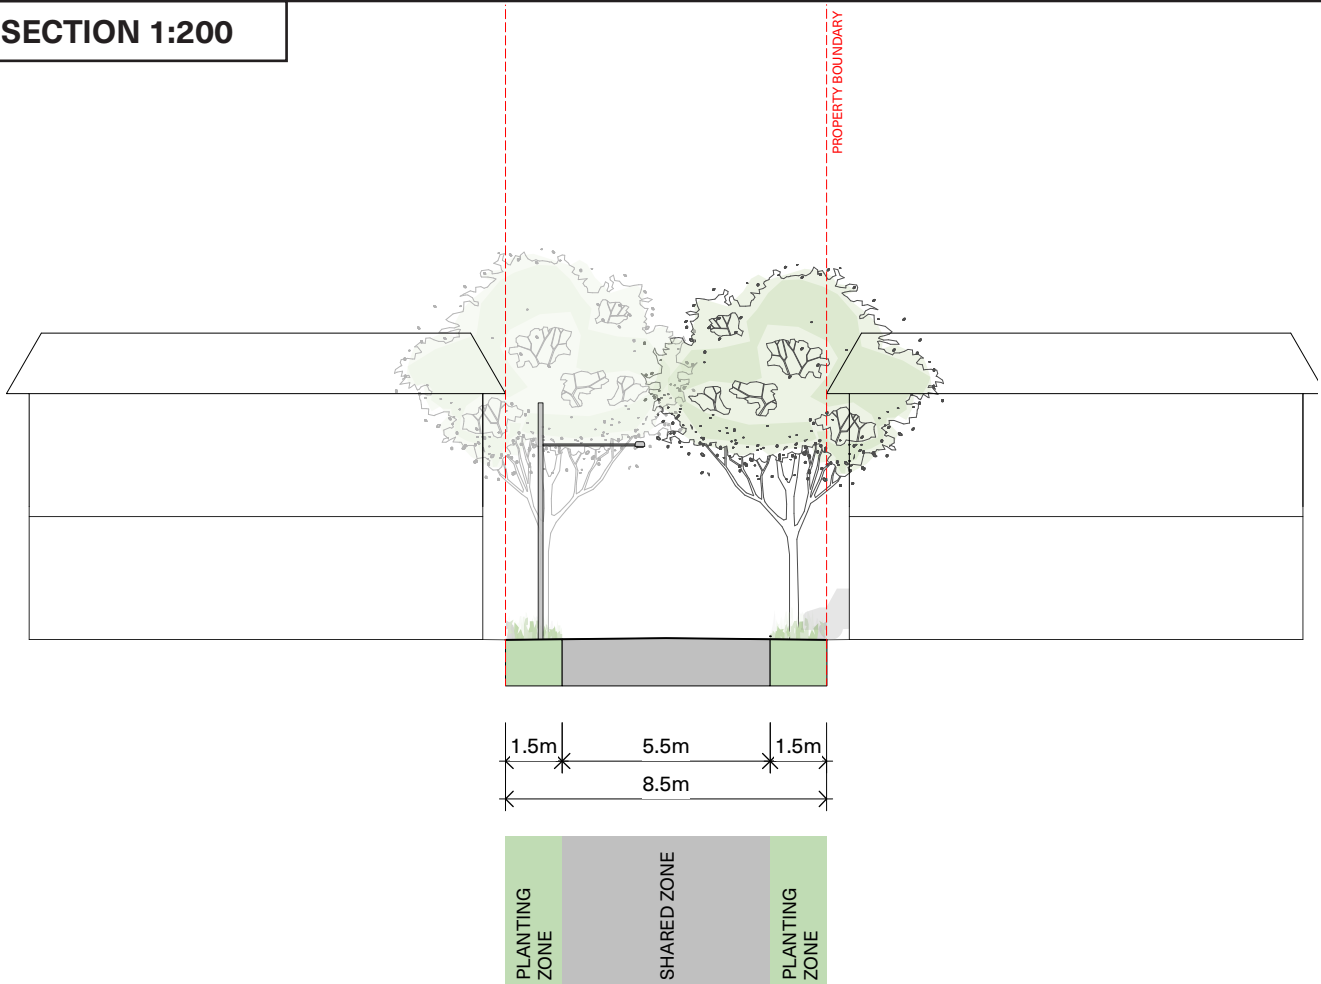 SECTION 1:200
PROPERTY BOUNDARY
1.5m 5.5m 1.5m
8.5m
PLANTING
ZONE
SHARED ZONE
PLANTING
ZONE